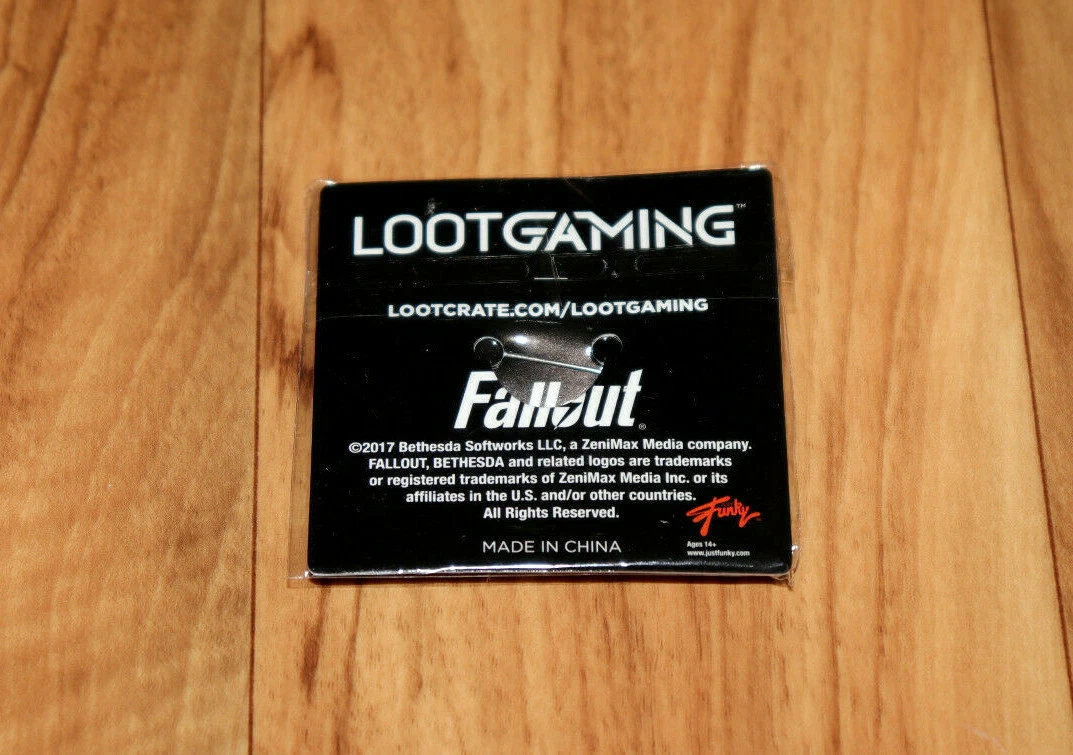 LOOTGAMING™
LOOTCRATE.COM/LOOTGAMING
Fallout®
©2017 Bethesda Softworks LLC, a ZeniMax Media company.
FALLOUT, BETHESDA and related logos are trademarks
or registered trademarks of ZeniMax Media Inc. or its
affiliates in the U.S. and/or other countries.
All Rights Reserved.
Funky™
Ages 14+
www.justfunky.com
MADE IN CHINA